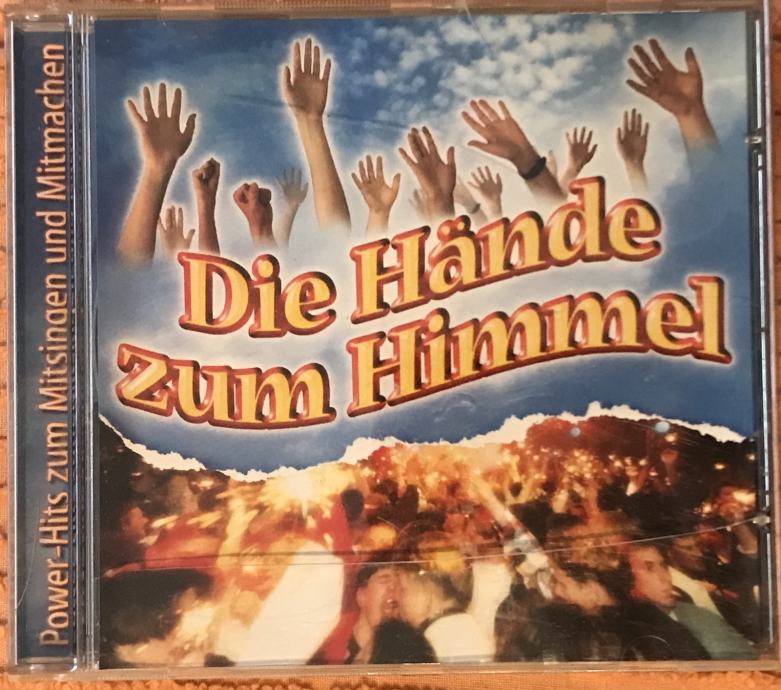 Power-Hits zum Mitsingen und Mitmachen
Die Hände
zum Himmel